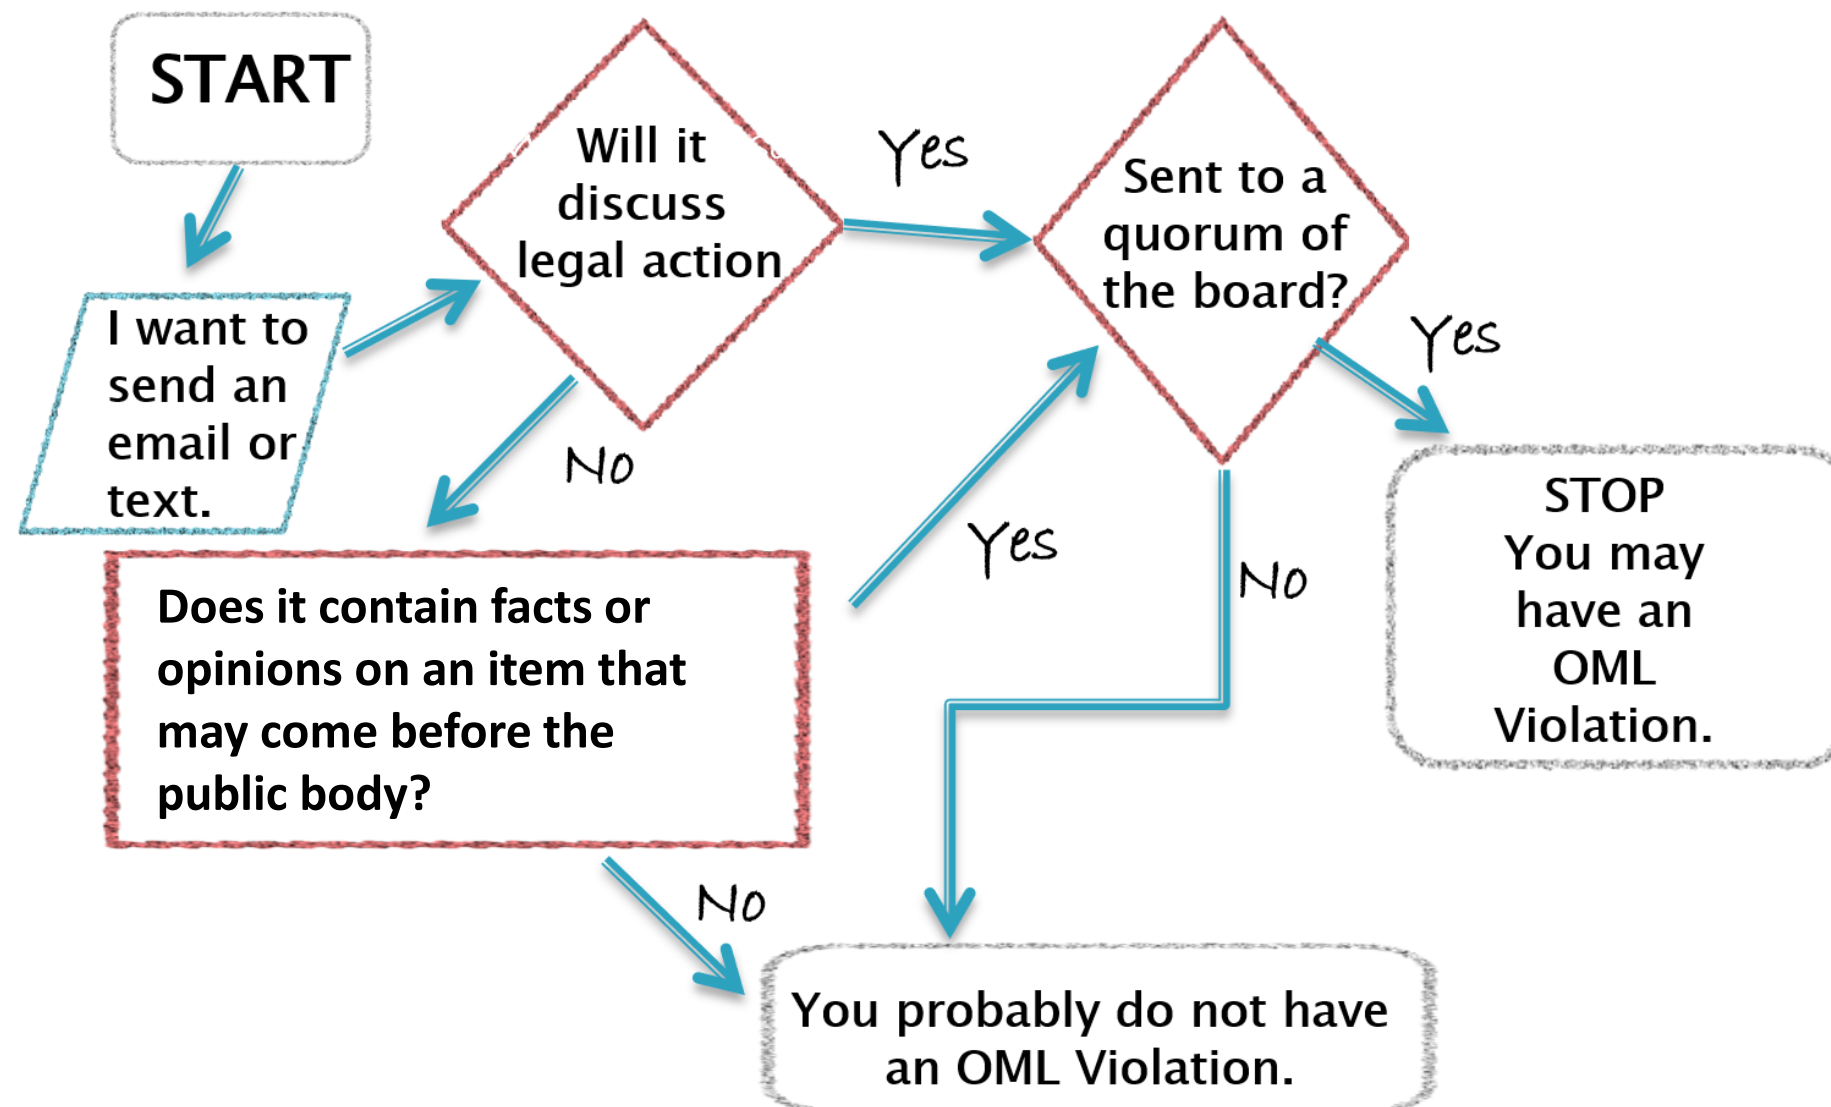 START
I want to
send an
email or
text.
Will it
discuss
legal action
Yes
No
Sent to a
quorum of
the board?
Yes
No
Does it contain facts or
opinions on an item that
may come before the
public body?
Yes
No
STOP
You may
have an
OML
Violation.
You probably do not have
an OML Violation.